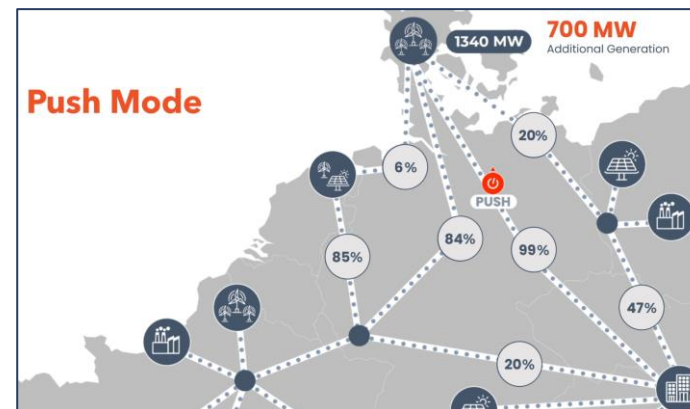 700 MW
1340 MW
Additional Generation
Push Mode
20%
6%
PUSH
84%
99%
85%
47%
20%